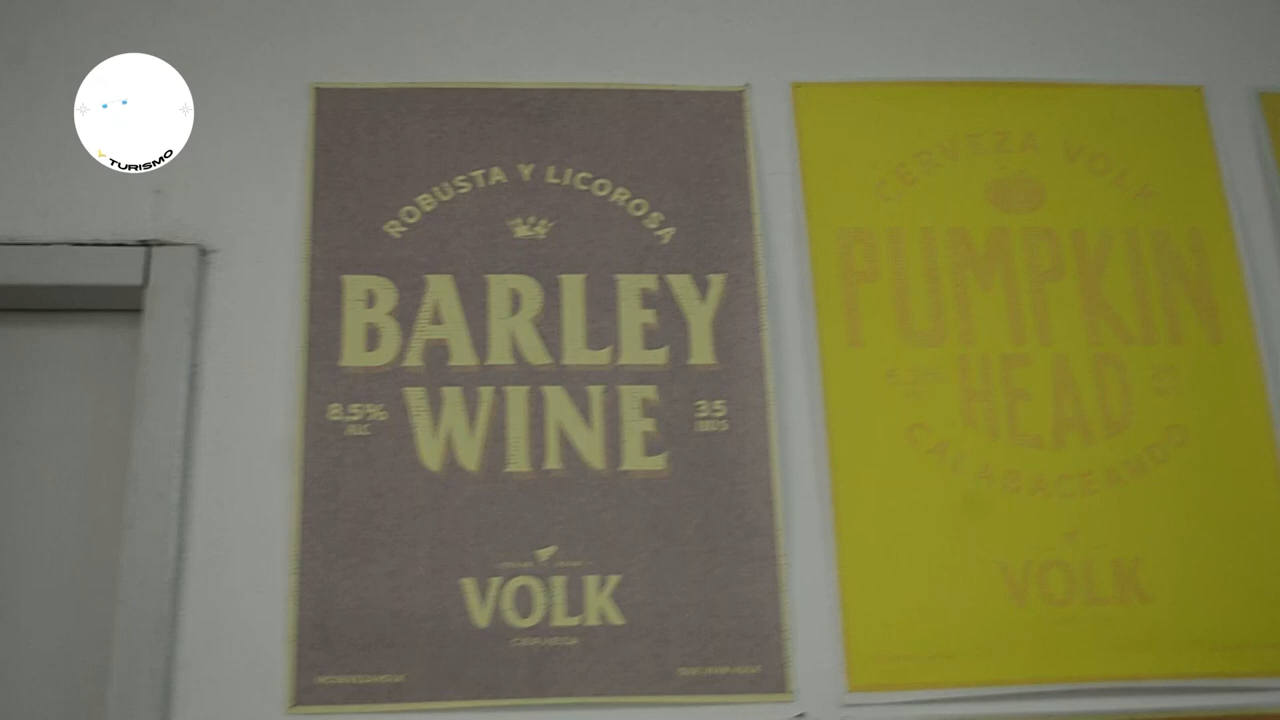 Y TURISMO
ROBUSTA Y LICOROSA
BARLEY
WINE
8,5%
ALC
35
IBUS
VOLK
CERVEZA
CERVEZA VOLK
PUMPKIN
HEAD
CALABACEANDO
VOLK